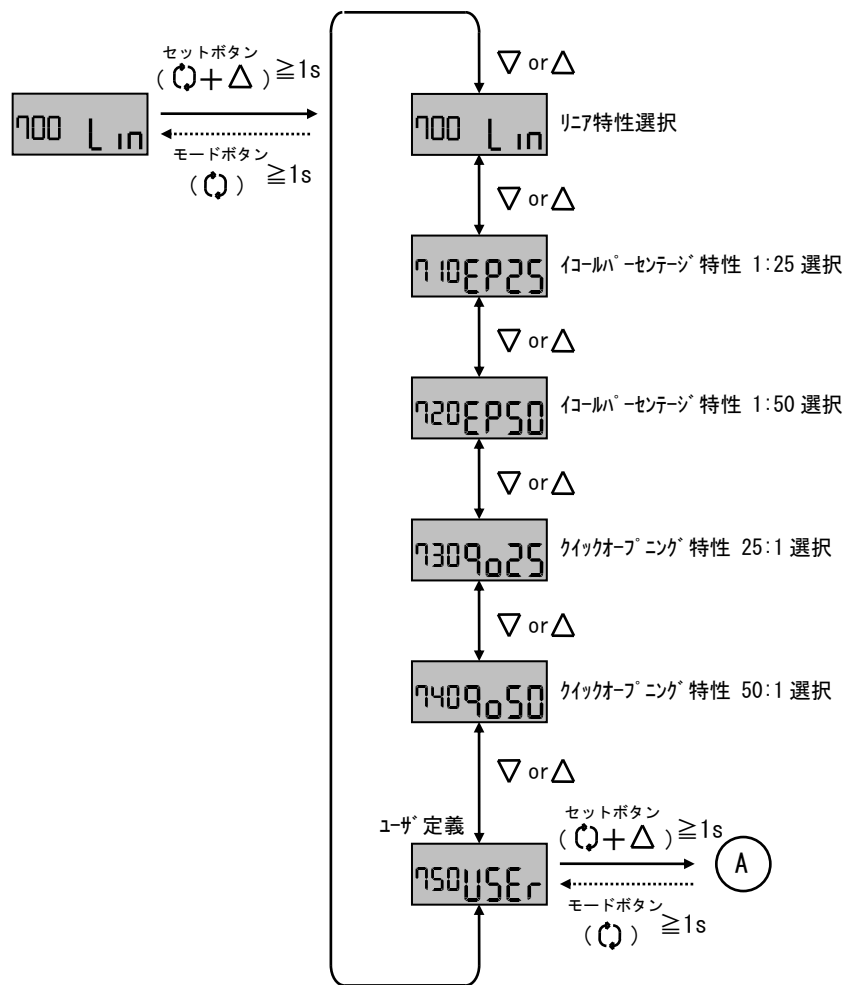 セットボタン
(+△)≧1s
▽ or△
700 Lin
700 Lin
リニア特性選択
モードボタン
() ≧1s
▽ or△
710EP25
イコールパーセンテージ特性 1:25 選択
▽ or△
720EP50
イコールパーセンテージ特性 1:50 選択
▽ or△
730qo25
クイックオープニング特性 25:1 選択
▽ or△
740qo50
クイックオープニング特性 50:1 選択
▽ or△
ユーザ定義
セットボタン
(+△)≧1s
750USEr
A
モードボタン
() ≧1s